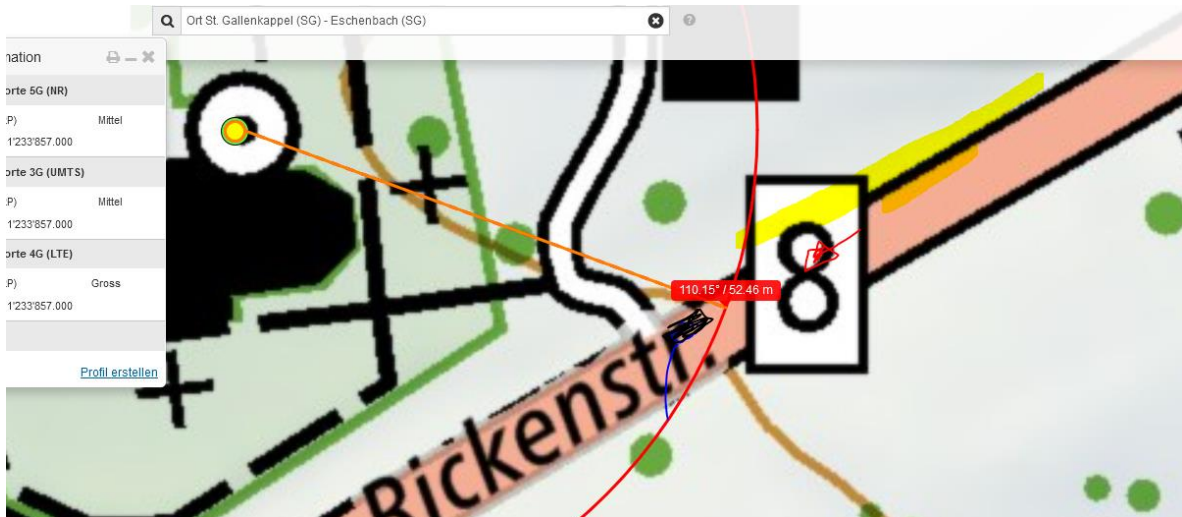 Ort St. Gallenkappel (SG) - Eschenbach (SG)
mation
orte 5G (NR)
P) Mittel
1'233'857.000
orte 3G (UMTS)
P) Mittel
1'233'857.000
orte 4G (LTE)
P) Gross
1'233'857.000
Profil erstellen
110.15° / 52.46 m
8
Rickenstr.